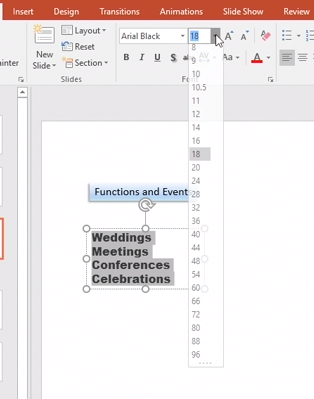 Insert Design Transitions Animations Slide Show Review
Layout Arial Black 18
New Slide Reset
Section B I U Aa
8
9
10
10.5
11
12
14
16
18
20
24
28
32
36
40
44
48
54
60
66
72
80
88
96
Functions and Event
Weddings
Meetings
Conferences
Celebrations